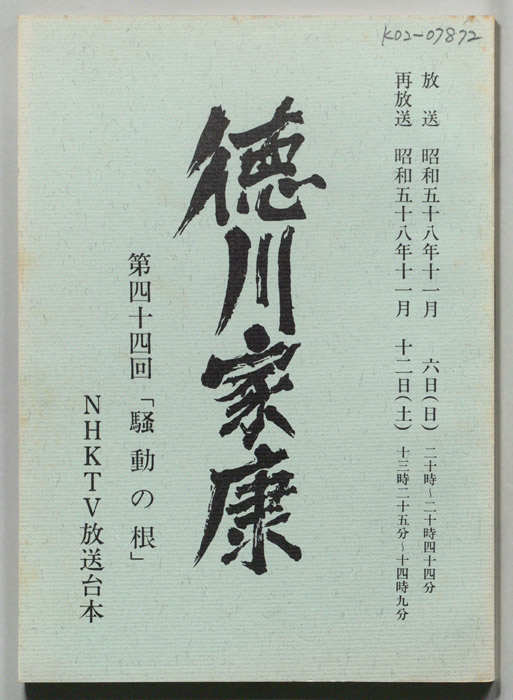 K02-07872
放送 昭和五十八年十一月 六日(日) 二十時～二十時四十四分
再放送 昭和五十八年十一月 十二日(土) 十三時二十五分～十四時九分
徳川家康
第四十四回「騒動の根」
NHKTV放送台本